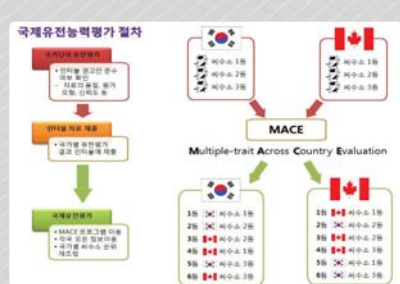 국제유전능력평가 절차
국가단위 유전평가
• 인터불 권고안 준수
여부 확인
- 자료의 품질, 평가
모형, 신뢰도 등
인터불 자료 제출
• 국가별 유전평가
결과 인터불에 제출
국제유전평가
• MACE 프로그램 이용
• 각국 모든 정보이용
• 국가별 씨수소 순위
재조정
씨수소 1등
씨수소 2등
씨수소 3등
씨수소 1등
씨수소 2등
씨수소 3등
MACE
Multiple-trait Across Country Evaluation
1등 씨수소 1등
2등 씨수소 2등
3등 씨수소 2등
4등 씨수소 1등
5등 씨수소 3등
6등 씨수소 3등
1등 씨수소 1등
2등 씨수소 1등
3등 씨수소 2등
4등 씨수소 3등
5등 씨수소 2등
6등 씨수소 3등